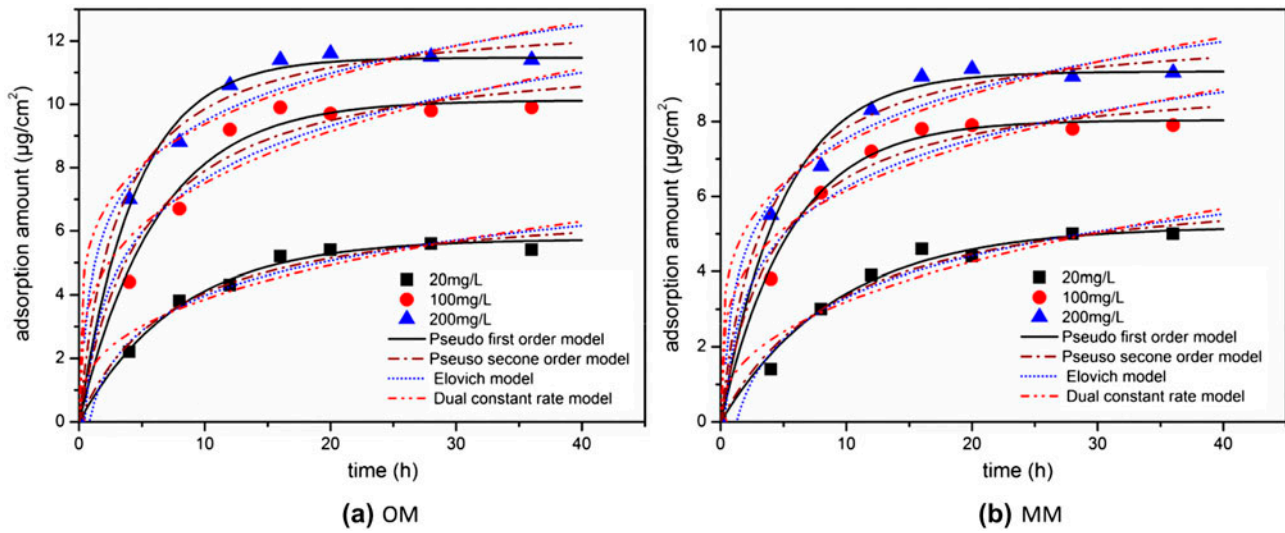 adsorption amount (μg/cm²)
12
10
8
6
4
2
0
20mg/L
100mg/L
200mg/L
Pseudo first order model
Pseuso secone order model
Elovich model
Dual constant rate model
0 10 20 30 40
time (h)
(a) OM
adsorption amount (μg/cm²)
10
8
6
4
2
0
20mg/L
100mg/L
200mg/L
Pseudo first order model
Pseuso secone order model
Elovich model
Dual constant rate model
0 10 20 30 40
time (h)
(b) MM